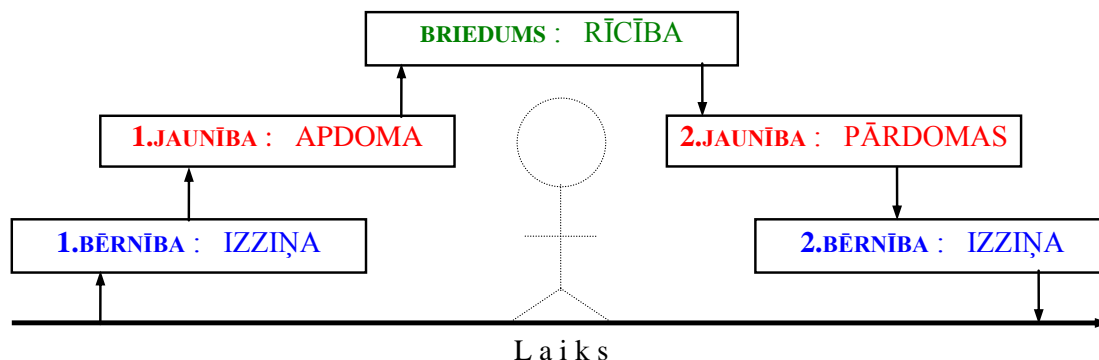 BRIEDUMS : RĪCĪBA
1.JAUNĪBA : APDOMA
2.JAUNĪBA : PĀRDOMAS
1.BĒRNĪBA : IZZIŅA
2.BĒRNĪBA : IZZIŅA
Laiks